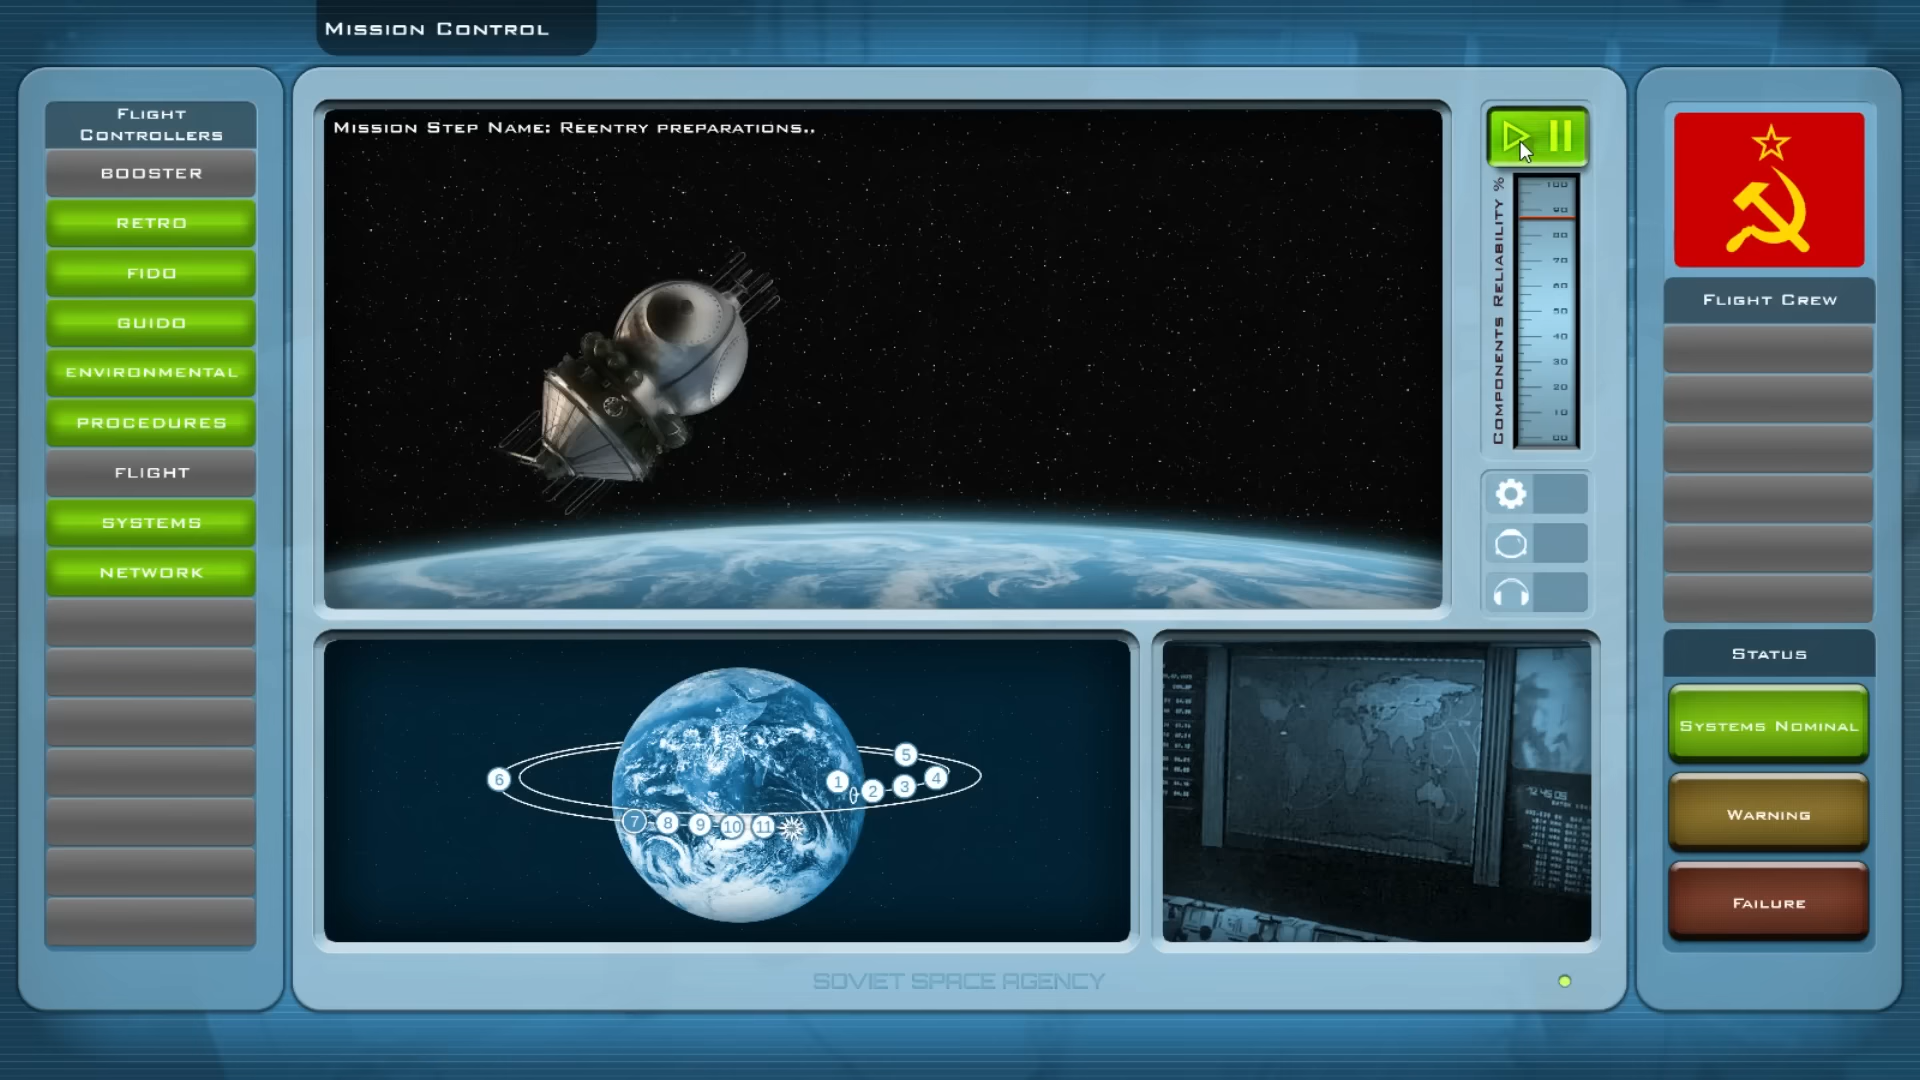 Mission Control
Flight
Controllers
BOOSTER
RETRO
FIDO
GUIDO
ENVIRONMENTAL
PROCEDURES
FLIGHT
SYSTEMS
NETWORK
Mission Step Name: Reentry preparations..
Components Reliability %
100
90
80
70
60
50
40
30
20
10
00
1
2
3
4
5
6
7
8
9
10
11
SOVIET SPACE AGENCY
Flight Crew
Status
Systems Nominal
Warning
Failure